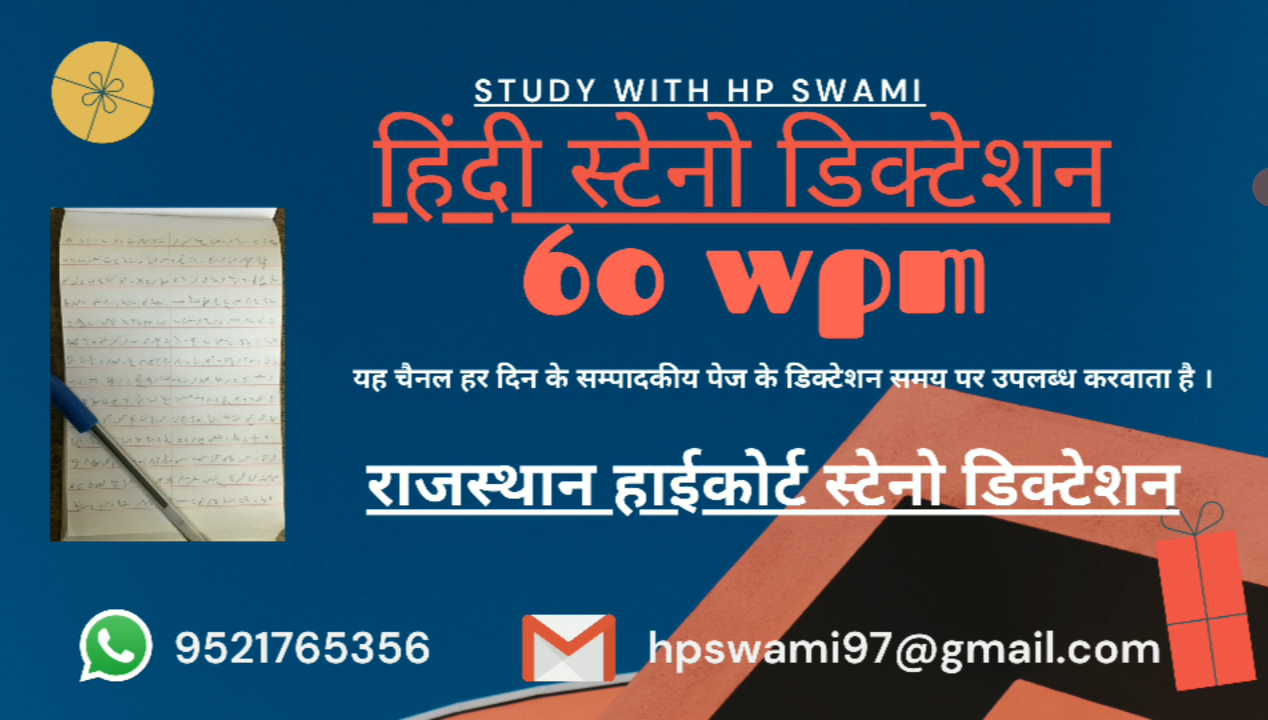 STUDY WITH HP SWAMI
हिंदी स्टेनो डिक्टेशन
60 wpm
यह चैनल हर दिन के सम्पादकीय पेज के डिक्टेशन समय पर उपलब्ध करवाता है ।
राजस्थान हाईकोर्ट स्टेनो डिक्टेशन
9521765356
hpswami97@gmail.com